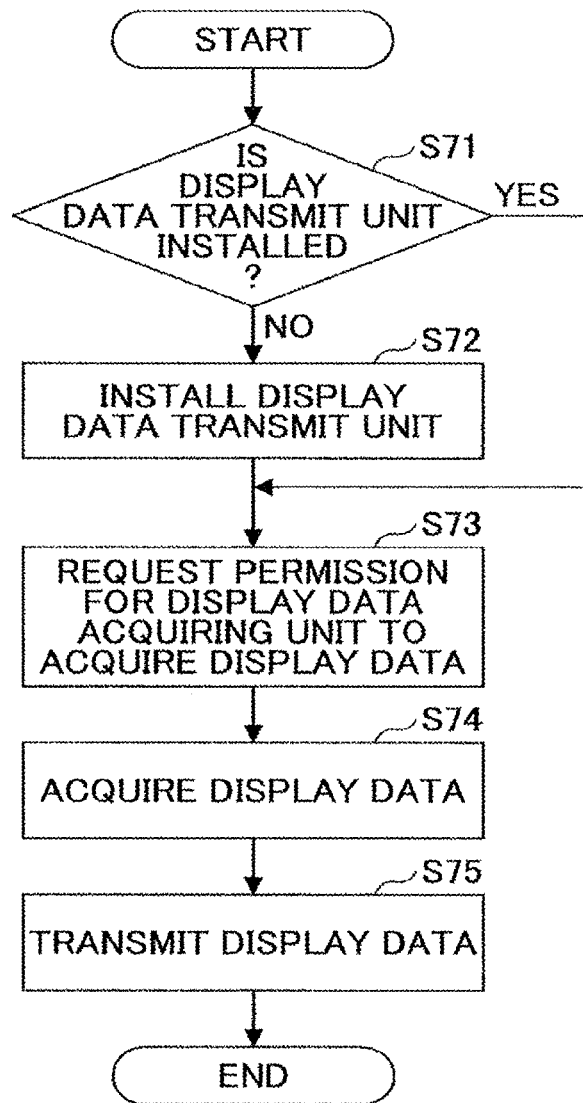 START
S71
IS
DISPLAY
DATA TRANSMIT UNIT
INSTALLED
?
YES
NO
S72
INSTALL DISPLAY
DATA TRANSMIT UNIT
S73
REQUEST PERMISSION
FOR DISPLAY DATA
ACQUIRING UNIT TO
ACQUIRE DISPLAY DATA
S74
ACQUIRE DISPLAY DATA
S75
TRANSMIT DISPLAY DATA
END